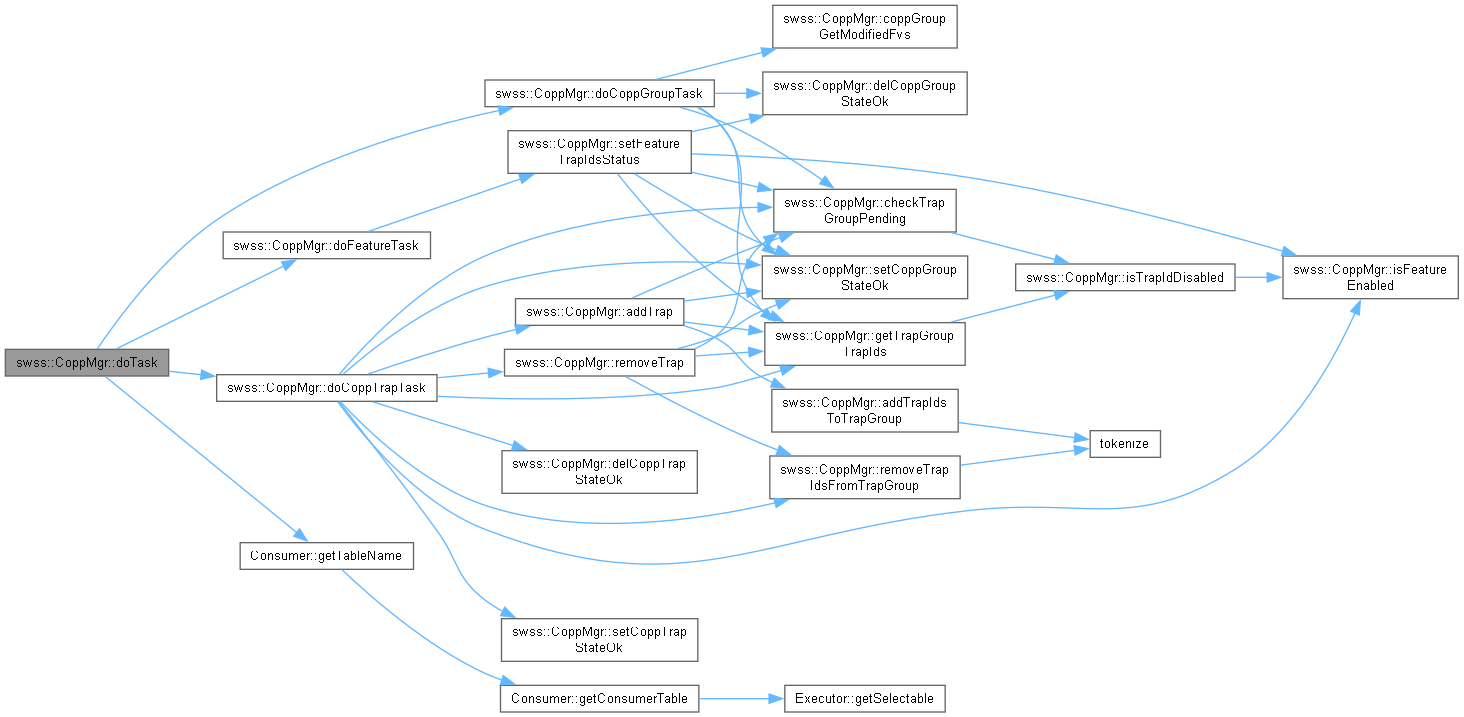 swss::CoppMgr::coppGroup
GetModifiedFvs
swss::CoppMgr::doCoppGroupTask
swss::CoppMgr::delCoppGroup
StateOk
swss::CoppMgr::setFeature
TrapIdsStatus
swss::CoppMgr::checkTrap
GroupPending
swss::CoppMgr::doFeatureTask
swss::CoppMgr::setCoppGroup
StateOk
swss::CoppMgr::isTrapIdDisabled
swss::CoppMgr::isFeature
Enabled
swss::CoppMgr::addTrap
swss::CoppMgr::getTrapGroup
TrapIds
swss::CoppMgr::doTask
swss::CoppMgr::removeTrap
swss::CoppMgr::doCoppTrapTask
swss::CoppMgr::addTrapIds
ToTrapGroup
tokenize
swss::CoppMgr::delCoppTrap
StateOk
swss::CoppMgr::removeTrap
IdsFromTrapGroup
Consumer::getTableName
swss::CoppMgr::setCoppTrap
StateOk
Consumer::getConsumerTable
Executor::getSelectable